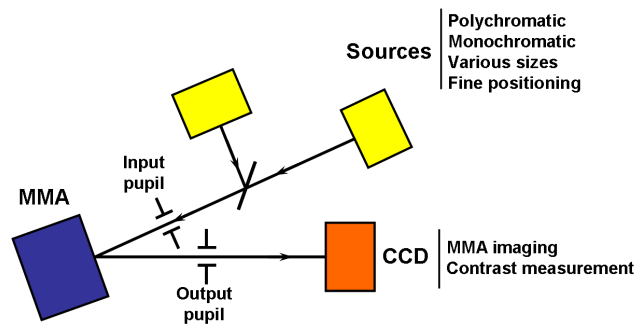 Sources
Polychromatic
Monochromatic
Various sizes
Fine positioning
Input
pupil
MMA
Output
pupil
CCD
MMA imaging
Contrast measurement